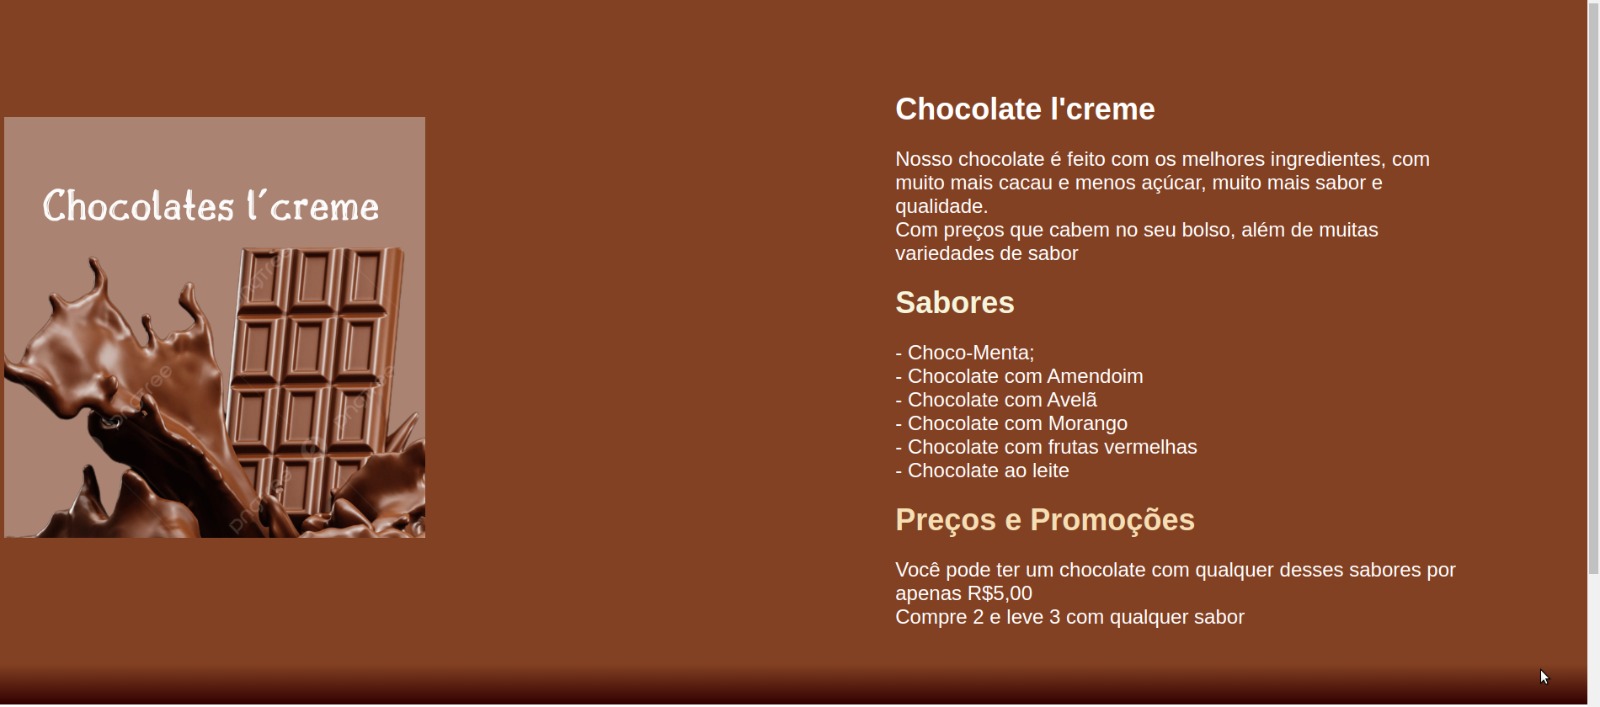 Chocolates l´creme
Chocolate l'creme
Nosso chocolate é feito com os melhores ingredientes, com
muito mais cacau e menos açúcar, muito mais sabor e
qualidade.
Com preços que cabem no seu bolso, além de muitas
variedades de sabor
Sabores
- Choco-Menta;
- Chocolate com Amendoim
- Chocolate com Avelã
- Chocolate com Morango
- Chocolate com frutas vermelhas
- Chocolate ao leite
Preços e Promoções
Você pode ter um chocolate com qualquer desses sabores por
apenas R$5,00
Compre 2 e leve 3 com qualquer sabor